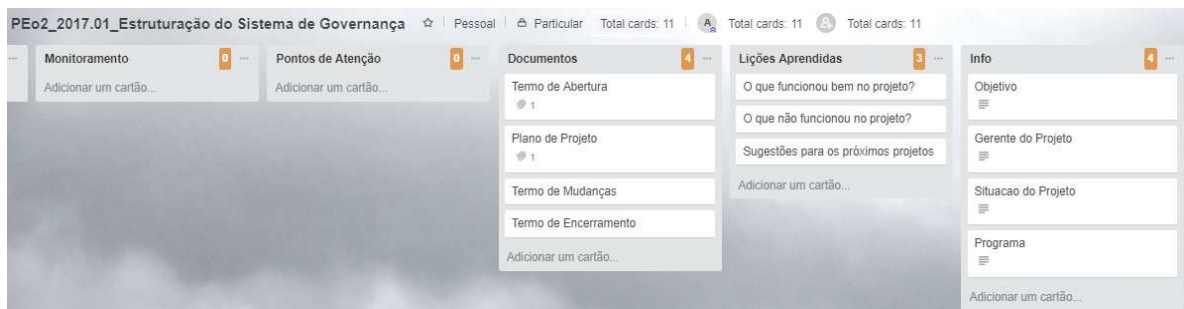 PEo2_2017.01_Estruturação do Sistema de Governança Pessoal Particular Total cards: 11 A Total cards: 11 Total cards: 11
... Monitoramento 0 ...
Adicionar um cartão...
Pontos de Atenção 0 ...
Adicionar um cartão...
Documentos 4 ...
Termo de Abertura
1
Plano de Projeto
1
Termo de Mudanças
Termo de Encerramento
Adicionar um cartão...
Lições Aprendidas 3 ...
O que funcionou bem no projeto?
O que não funcionou no projeto?
Sugestões para os próximos projetos
Adicionar um cartão...
Info 4 ...
Objetivo
Gerente do Projeto
Situacao do Projeto
Programa
Adicionar um cartão...